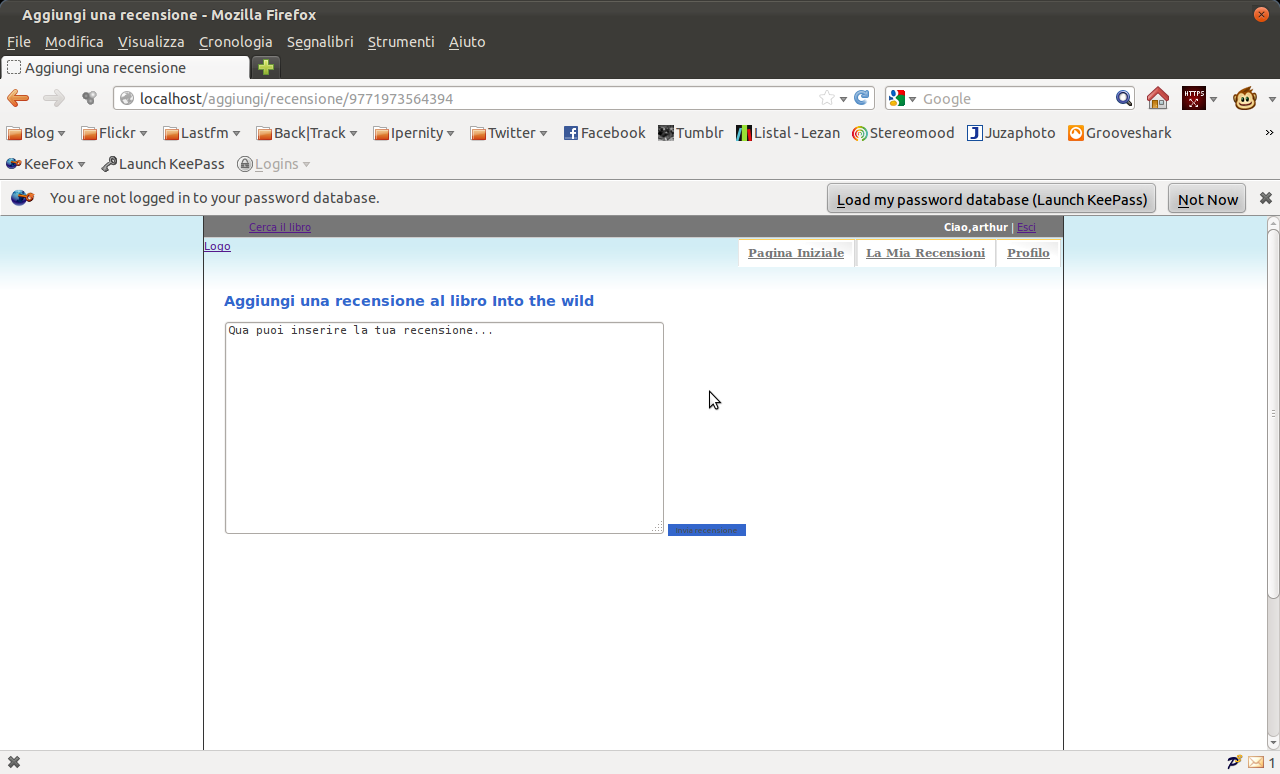 Aggiungi una recensione - Mozilla Firefox
File Modifica Visualizza Cronologia Segnalibri Strumenti Aiuto
Aggiungi una recensione
localhost/aggiungi/recensione/9771973564394 Google HTTPS
Blog Flickr Lastfm Back|Track Ipernity Twitter Facebook Tumblr Listal - Lezan Stereomood Juzaphoto Grooveshark »
KeeFox Launch KeePass Logins
You are not logged in to your password database. Load my password database (Launch KeePass) Not Now
Cerca il libro Ciao,arthur | Esci
Logo
Pagina Iniziale La Mia Recensioni Profilo
Aggiungi una recensione al libro Into the wild
Qua puoi inserire la tua recensione...
1